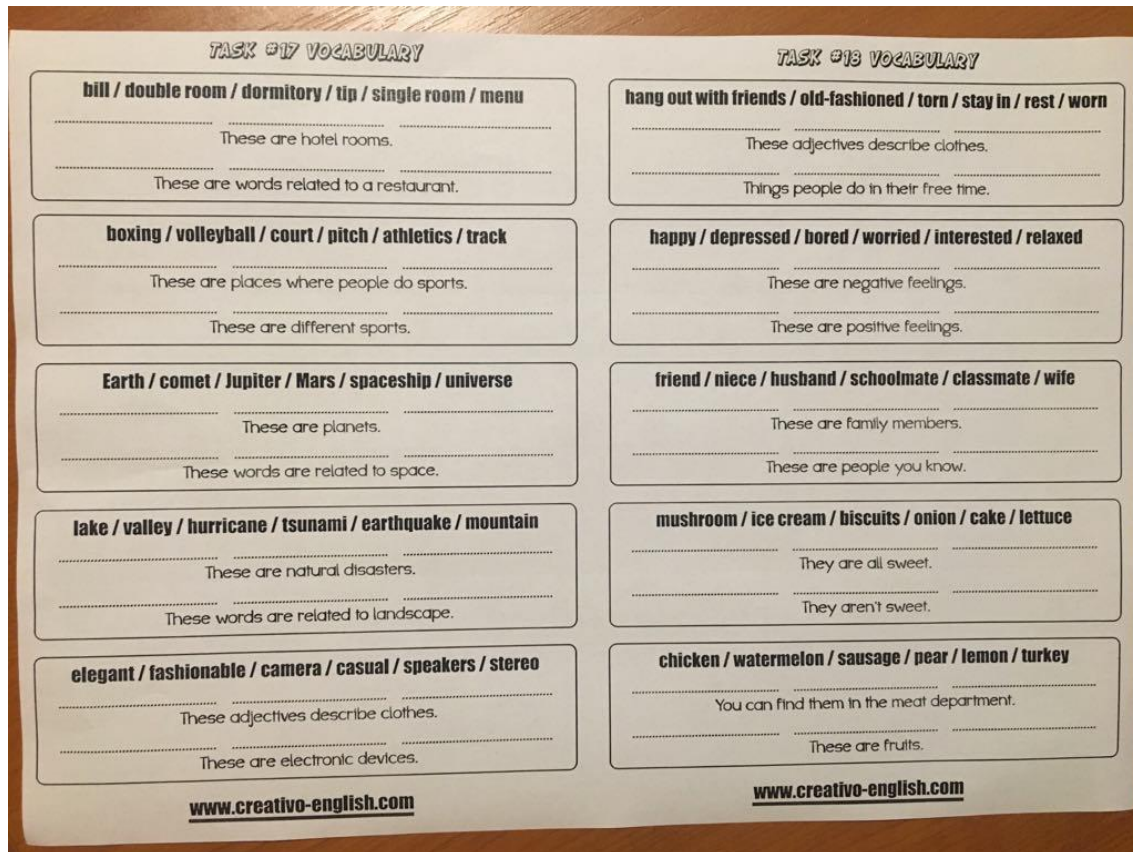 TASK #17 VOCABULARY
bill / double room / dormitory / tip / single room / menu
These are hotel rooms.
These are words related to a restaurant.
boxing / volleyball / court / pitch / athletics / track
These are places where people do sports.
These are different sports.
Earth / comet / Jupiter / Mars / spaceship / universe
These are planets.
These words are related to space.
lake / valley / hurricane / tsunami / earthquake / mountain
These are natural disasters.
These words are related to landscape.
elegant / fashionable / camera / casual / speakers / stereo
These adjectives describe clothes.
These are electronic devices.
www.creativo-english.com
TASK #18 VOCABULARY
hang out with friends / old-fashioned / torn / stay in / rest / worn
These adjectives describe clothes.
Things people do in their free time.
happy / depressed / bored / worried / interested / relaxed
These are negative feelings.
These are positive feelings.
friend / niece / husband / schoolmate / classmate / wife
These are family members.
These are people you know.
mushroom / ice cream / biscuits / onion / cake / lettuce
They are all sweet.
They aren't sweet.
chicken / watermelon / sausage / pear / lemon / turkey
You can find them in the meat department.
These are fruits.
www.creativo-english.com